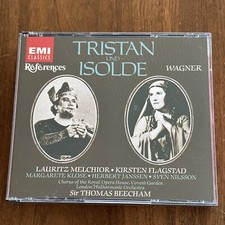 EMI
CLASSICS
Références
TRISTAN
UND
ISOLDE
WAGNER
LAURITZ MELCHIOR • KIRSTEN FLAGSTAD
MARGARETE KLOSE • HERBERT JANSSEN • SVEN NILSSON
Chorus of the Royal Opera House, Covent Garden
London Philharmonic Orchestra
Sir THOMAS BEECHAM